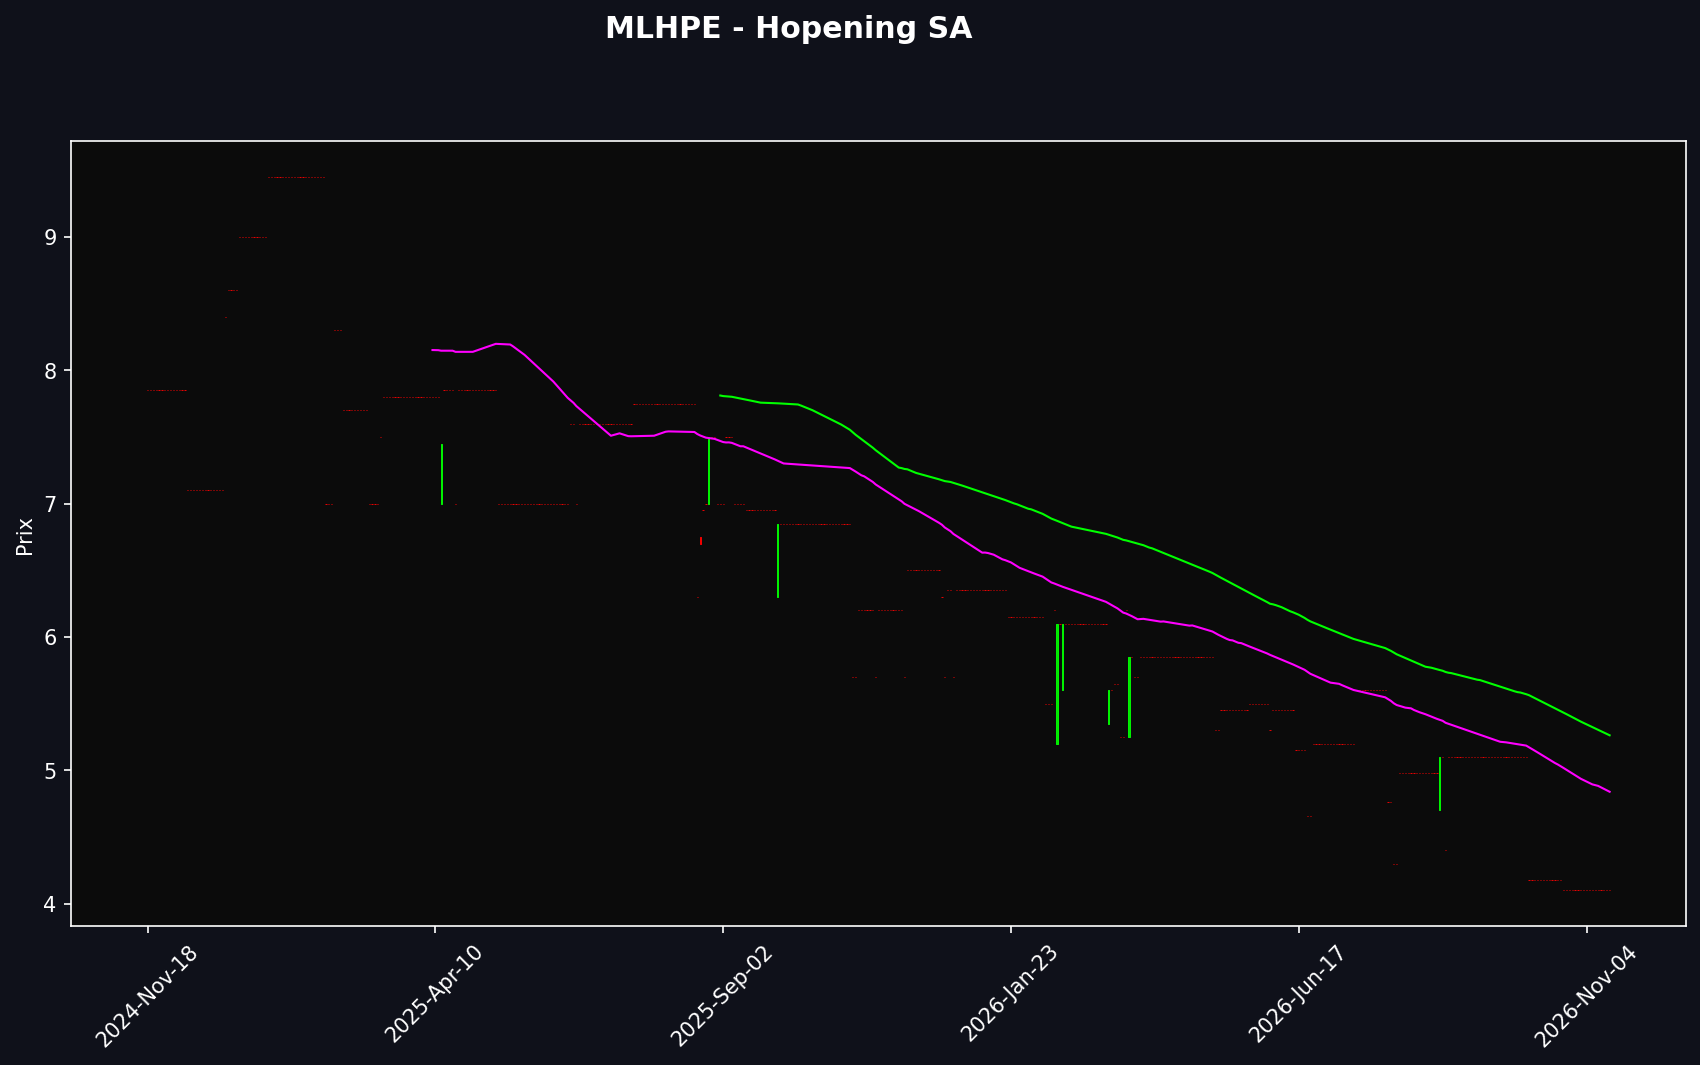 MLHPE - Hopening SA
Prix
9
8
7
6
5
4
2024-Nov-18
2025-Apr-10
2025-Sep-02
2026-Jan-23
2026-Jun-17
2026-Nov-04